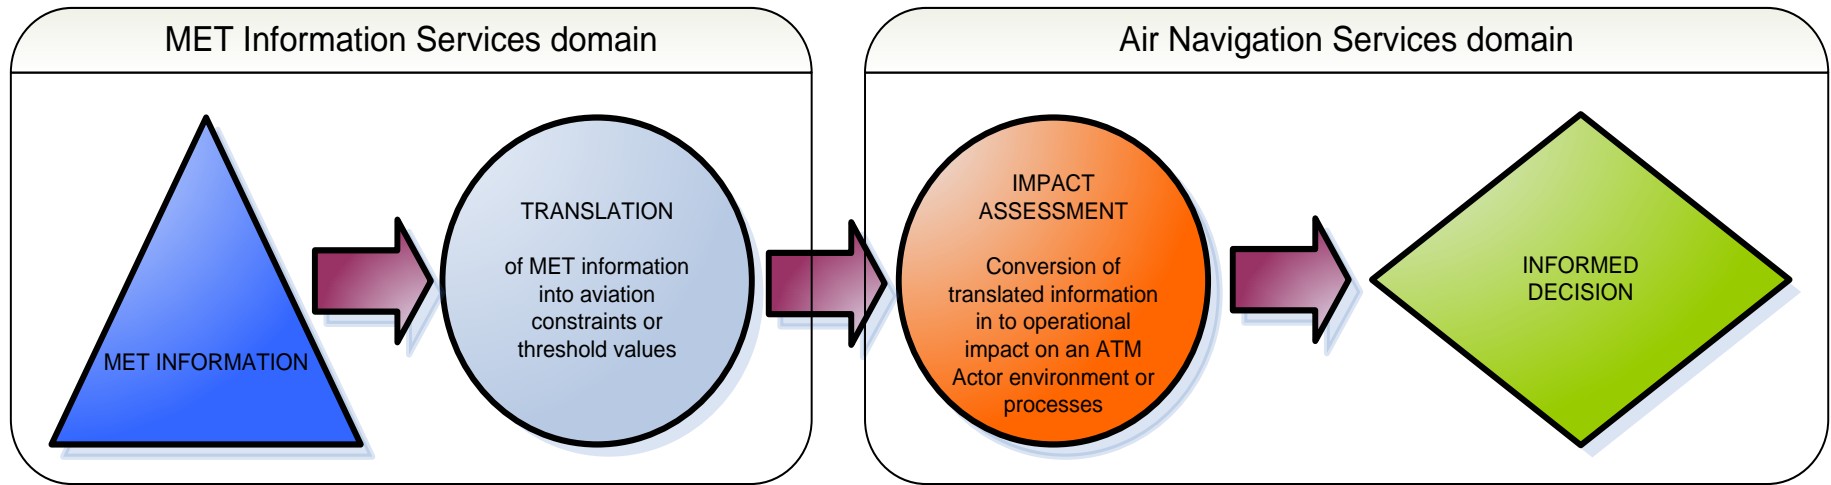 MET Information Services domain
Air Navigation Services domain
MET INFORMATION
TRANSLATION
of MET information
into aviation
constraints or
threshold values
IMPACT
ASSESSMENT
Conversion of
translated information
in to operational
impact on an ATM
Actor environment or
processes
INFORMED
DECISION